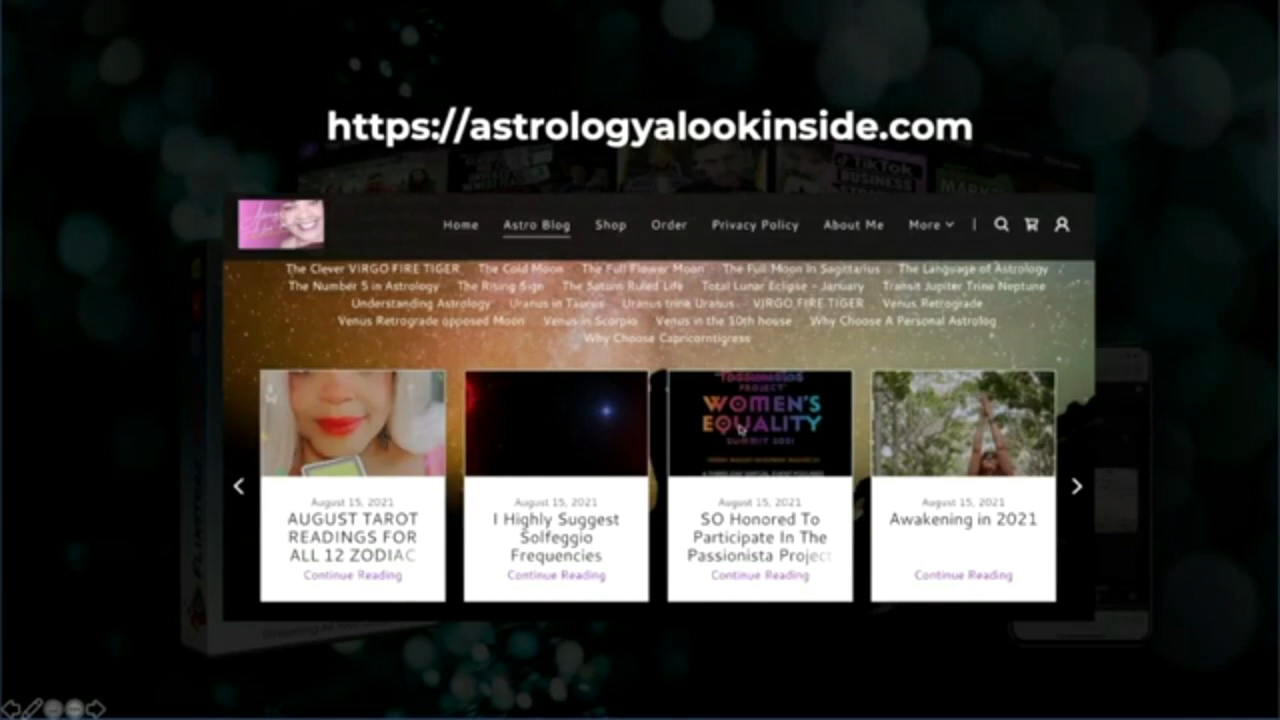 https://astrologyalookinside.com
Home Astro Blog Shop Order Privacy Policy About Me More
The Clever VIRGO FIRE TIGER The Cold Moon The Full Flower Moon The Full Moon In Sagittarius The Language of Astrology
The Number 5 in Astrology The Rising Sign The Saturn Ruled Life Total Lunar Eclipse - January Transit Jupiter Trine Neptune
Understanding Astrology Uranus in Taurus Uranus trine Uranus VIRGO FIRE TIGER Venus Retrograde
Venus Retrograde opposed Moon Venus in Scorpio Venus in the 10th house Why Choose A Personal Astrolog
Why Choose Capricorntigress
August 15, 2021
AUGUST TAROT
READINGS FOR
ALL 12 ZODIAC
Continue Reading
August 15, 2021
I Highly Suggest
Solfeggio
Frequencies
Continue Reading
PROJECT
WOMEN'S
EQUALITY
SUMMIT 2021
August 15, 2021
SO Honored To
Participate In The
Passionista Project
Continue Reading
August 15, 2021
Awakening in 2021
Continue Reading
TikTok
BUSINESS